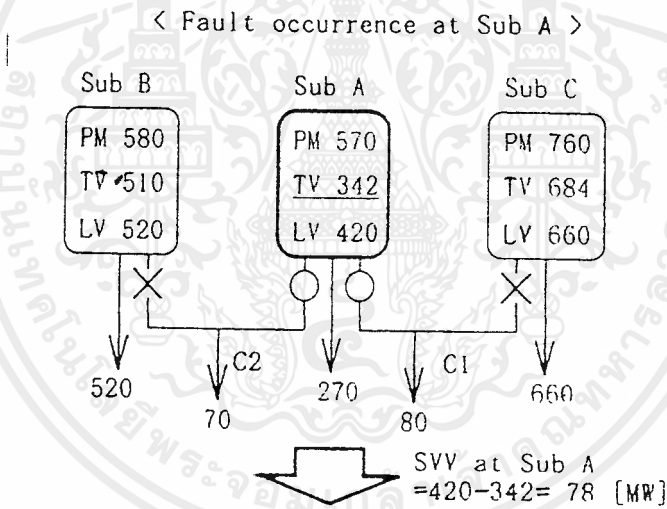 < Fault occurrence at Sub A >
Sub B
Sub A
Sub C
PM 580
TV 510
LV 520
PM 570
TV 342
LV 420
PM 760
TV 684
LV 660
C2
C1
520
70
270
80
660
SVV at Sub A
=420-342= 78 [MW]